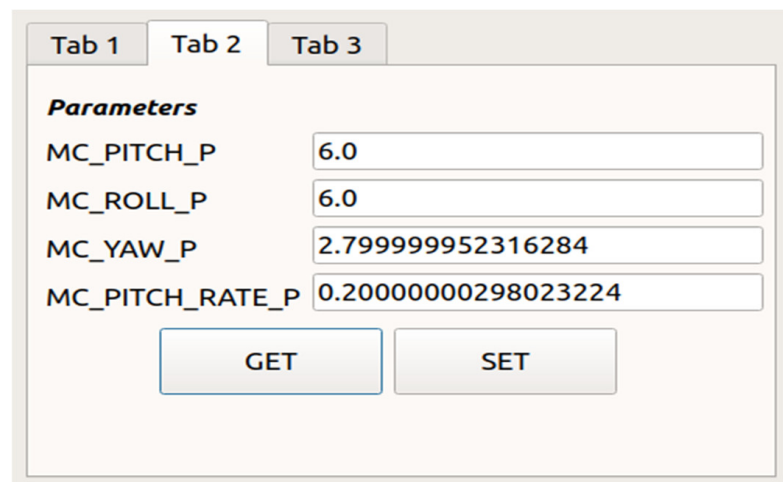 Tab 1 Tab 2 Tab 3
Parameters
MC_PITCH_P 6.0
MC_ROLL_P 6.0
MC_YAW_P 2.799999952316284
MC_PITCH_RATE_P 0.20000000298023224
GET SET